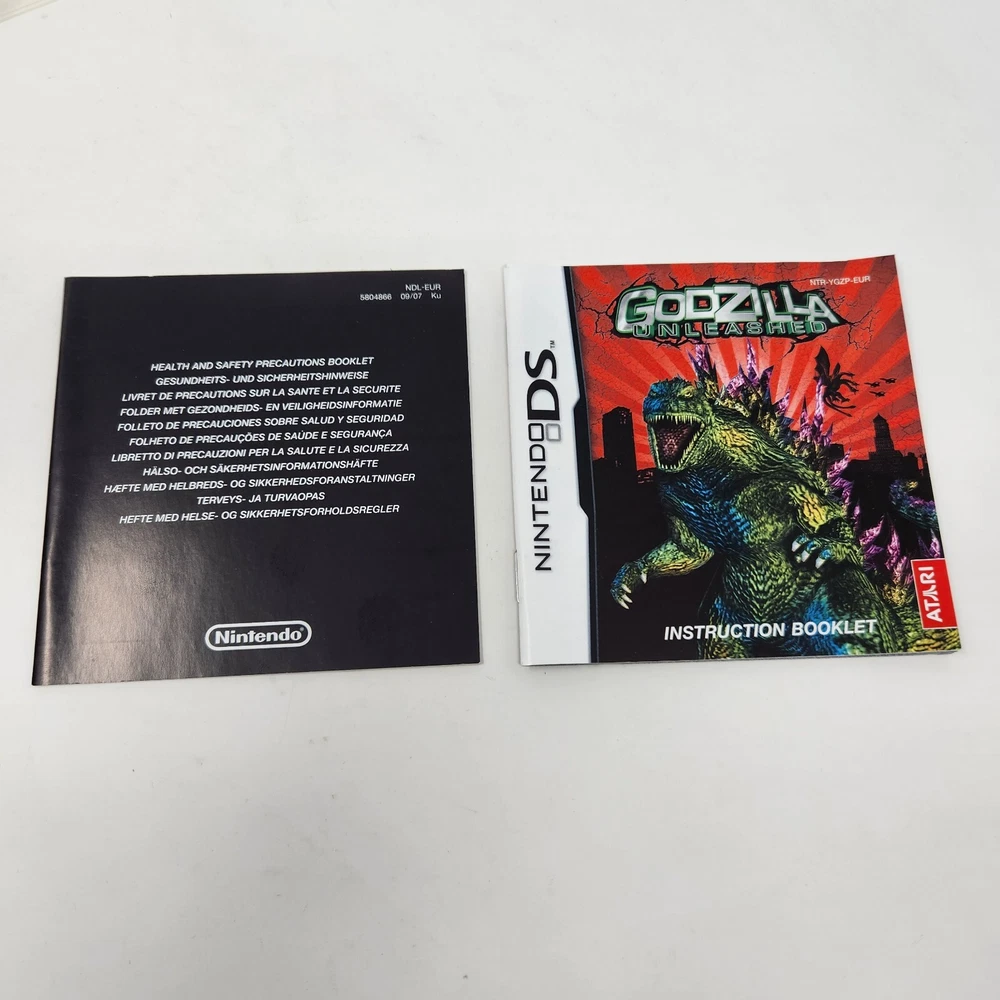 NDL-EUR
5804866 09/07 Ku
HEALTH AND SAFETY PRECAUTIONS BOOKLET
GESUNDHEITS- UND SICHERHEITSHINWEISE
LIVRET DE PRECAUTIONS SUR LA SANTE ET LA SECURITE
FOLDER MET GEZONDHEIDS- EN VEILIGHEIDSINFORMATIE
FOLLETO DE PRECAUCIONES SOBRE SALUD Y SEGURIDAD
FOLHETO DE PRECAUÇÕES DE SAÚDE E SEGURANÇA
LIBRETTO DI PRECAUZIONI PER LA SALUTE E LA SICUREZZA
HÄLSO- OCH SÄKERHETSINFORMATIONSHÄFTE
HÆFTE MED HELBREDS- OG SIKKERHEDSFORANSTALTNINGER
TERVEYS- JA TURVAOPAS
HEFTE MED HELSE- OG SIKKERHETSFORHOLDSREGLER
Nintendo®
NINTENDO DS™
NTR-YGZP-EUR
GODZILLA
UNLEASHED
ATARI
INSTRUCTION BOOKLET